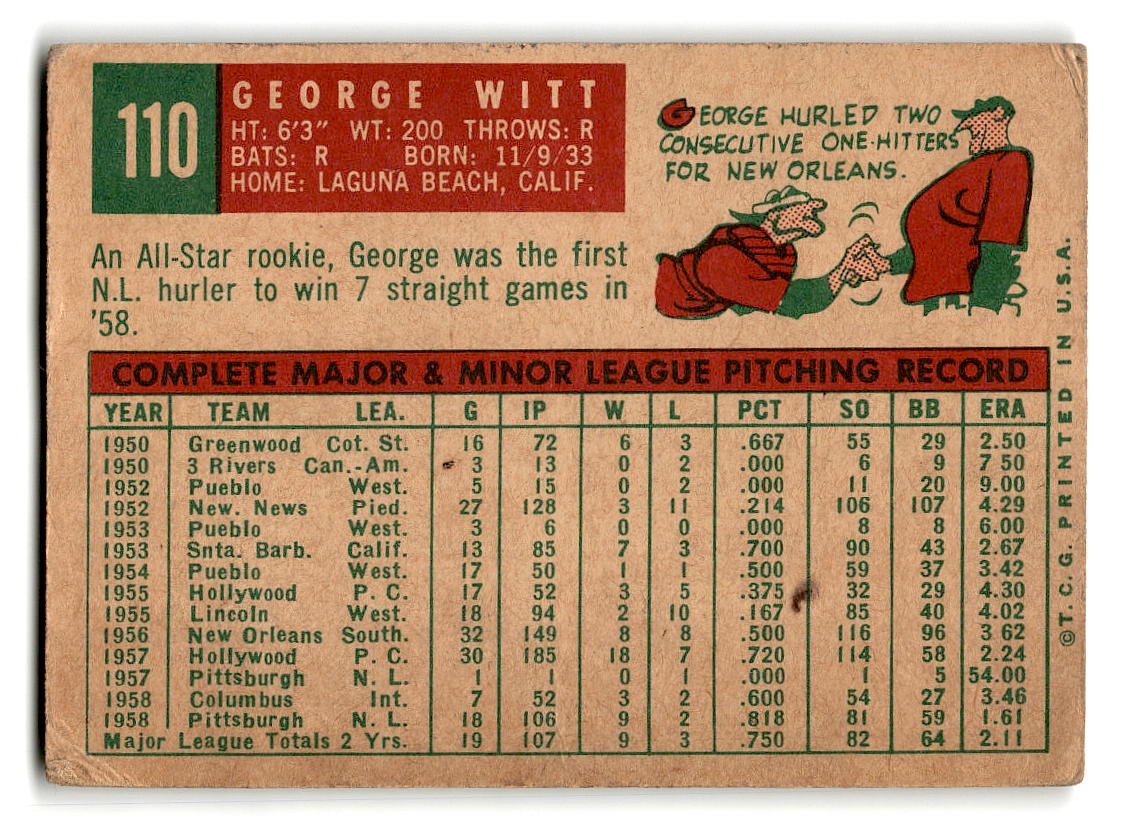 110
GEORGE WITT
HT: 6'3" WT: 200 THROWS: R
BATS: R BORN: 11/9/33
HOME: LAGUNA BEACH, CALIF.
GEORGE HURLED TWO
CONSECUTIVE ONE-HITTERS
FOR NEW ORLEANS.
An All-Star rookie, George was the first
N.L. hurler to win 7 straight games in
'58.
COMPLETE MAJOR & MINOR LEAGUE PITCHING RECORD
YEAR TEAM LEA. G IP W L PCT SO BB ERA
1950 Greenwood Cot. St. 16 72 6 3 .667 55 29 2.50
1950 3 Rivers Can.-Am. 3 13 0 2 .000 6 9 7 50
1952 Pueblo West. 5 15 0 2 .000 11 20 9.00
1952 New. News Pied. 27 128 3 11 .214 106 107 4.29
1953 Pueblo West. 3 6 0 0 .000 8 8 6.00
1953 Snta. Barb. Calif. 13 85 7 3 .700 90 43 2.67
1954 Pueblo West. 17 50 1 1 .500 59 37 3.42
1955 Hollywood P. C. 17 52 3 5 .375 32 29 4.30
1955 Lincoln West. 18 94 2 10 .167 85 40 4.02
1956 New Orleans South. 32 149 8 8 .500 116 96 3 62
1957 Hollywood P. C. 30 185 18 7 .720 114 58 2.24
1957 Pittsburgh N. L. 1 1 0 1 .000 1 5 54.00
1958 Columbus Int. 7 52 3 2 .600 54 27 3.46
1958 Pittsburgh N. L. 18 106 9 2 .818 81 59 1.61
Major League Totals 2 Yrs. 19 107 9 3 .750 82 64 2.11
©T.C.G. PRINTED IN U.S.A.